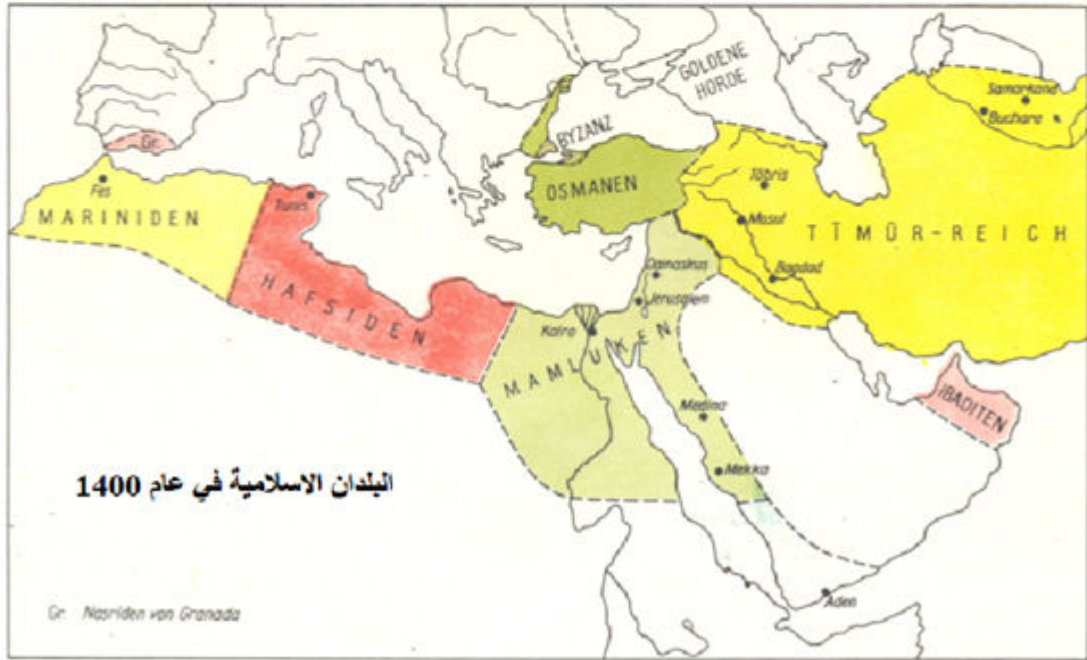 GOLDENE
HORDE
Samarkand
Buchara
BYZANZ
Gr.
OSMANEN
Täbris
Fes
Tunis
MARINIDEN
Mosul
TĪMŪR-REICH
Damaskus
Bagdad
HAFSIDEN
Jerusalem
Kairo
MAMLUKEN
IBADITEN
Medina
Mekka
البلدان الاسلامية في عام 1400
Aden
Gr. Nasriden von Granada